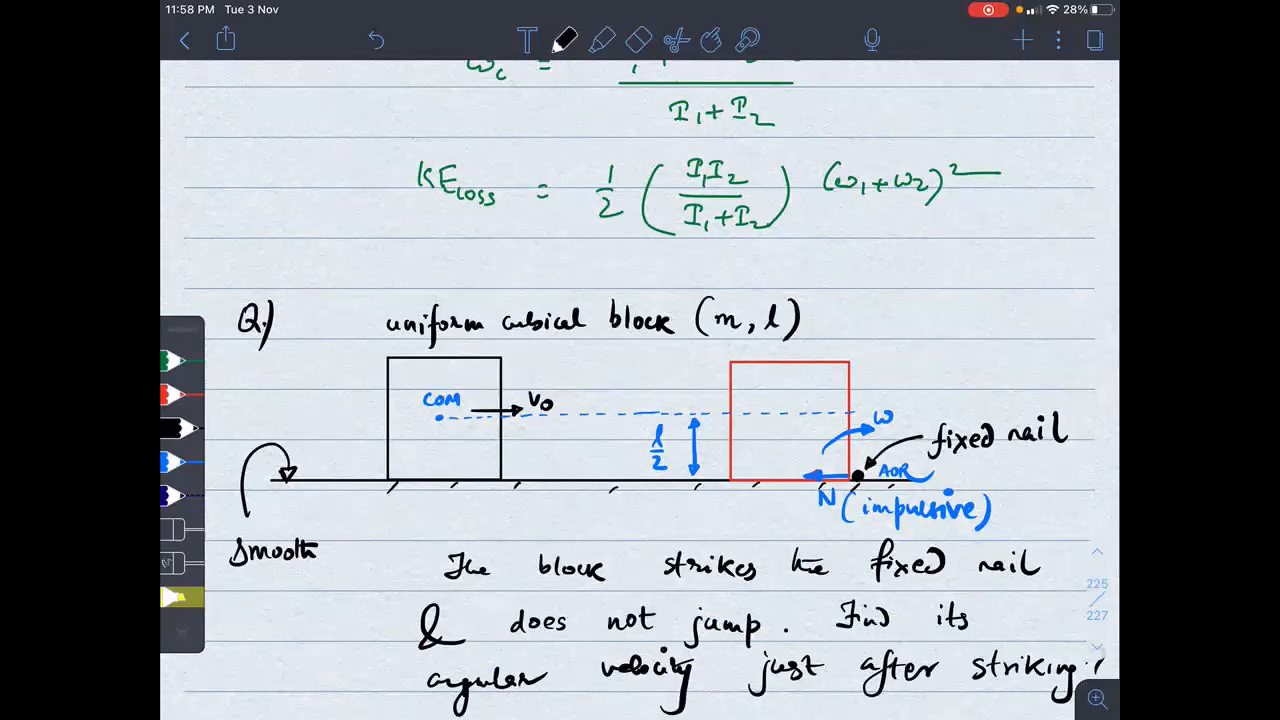 11:58 PM Tue 3 Nov 28%
ω_c =
I₁ + I₂
KE_loss = 1/2 (I₁I₂ / I₁+I₂) (ω₁+ω₂)²
Q.) uniform cubical block (m, l)
COM v₀
ω
l/2
fixed nail
AOR
N (impulsive)
Smooth
The block strikes the fixed nail
& does not jump. Find its
angular velocity just after striking.
225
227